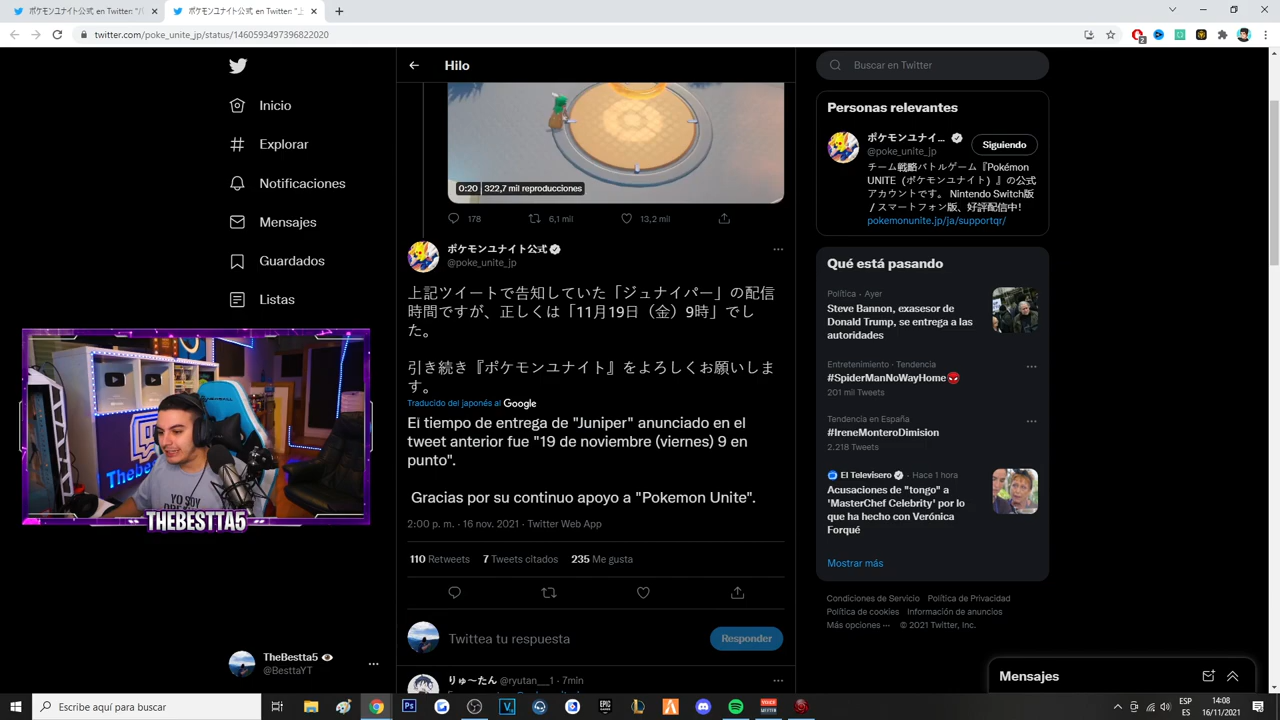 ポケモンユナイト公式 en Twitter: "ﾊﾟ
ポケモンユナイト公式 en Twitter: "上
twitter.com/poke_unite_jp/status/1460593497396822020
2
Inicio
Explorar
Notificaciones
Mensajes
Guardados
Listas
THEBESTTA5
TheBestta5
@BesttaYT
Hilo
0:20 | 322,7 mil reproducciones
178
6,1 mil
13,2 mil
ポケモンユナイト公式
@poke_unite_jp
上記ツイートで告知していた「ジュナイパー」の配信
時間ですが、正しくは「11月19日（金）9時」でし
た。
引き続き『ポケモンユナイト』をよろしくお願いしま
す。
Traducido del japonés al Google
El tiempo de entrega de "Juniper" anunciado en el
tweet anterior fue "19 de noviembre (viernes) 9 en
punto".
Gracias por su continuo apoyo a "Pokemon Unite".
2:00 p. m. · 16 nov. 2021 · Twitter Web App
110 Retweets 7 Tweets citados 235 Me gusta
Twittea tu respuesta
Responder
りゅ〜たん @ryutan__1 · 7min
Buscar en Twitter
Personas relevantes
ポケモンユナイ...
@poke_unite_jp
Siguiendo
チーム戦略バトルゲーム『Pokémon
UNITE（ポケモンユナイト）』の公式
アカウントです。 Nintendo Switch版
／スマートフォン版、好評配信中!
pokemonunite.jp/ja/supportqr/
Qué está pasando
Política · Ayer
Steve Bannon, exasesor de
Donald Trump, se entrega a las
autoridades
Entretenimiento · Tendencia
#SpiderManNoWayHome
201 mil Tweets
Tendencia en España
#IreneMonteroDimision
2.218 Tweets
El Televisero · Hace 1 hora
Acusaciones de "tongo" a
'MasterChef Celebrity' por lo
que ha hecho con Verónica
Forqué
Mostrar más
Condiciones de Servicio Política de Privacidad
Política de cookies Información de anuncios
Más opciones ··· © 2021 Twitter, Inc.
Mensajes
Escribe aquí para buscar
Ps
EPIC
ESP
ES
14:08
16/11/2021